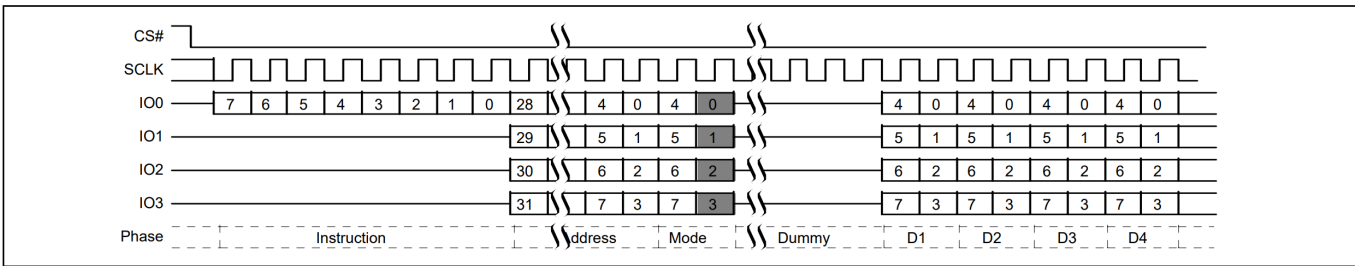 CS#
SCLK
IO0 7 6 5 4 3 2 1 0 28 4 0 4 0 4 0 4 0 4 0 4 0
IO1 29 5 1 5 1 5 1 5 1 5 1 5 1
IO2 30 6 2 6 2 6 2 6 2 6 2 6 2
IO3 31 7 3 7 3 7 3 7 3 7 3 7 3
Phase Instruction ddress Mode Dummy D1 D2 D3 D4